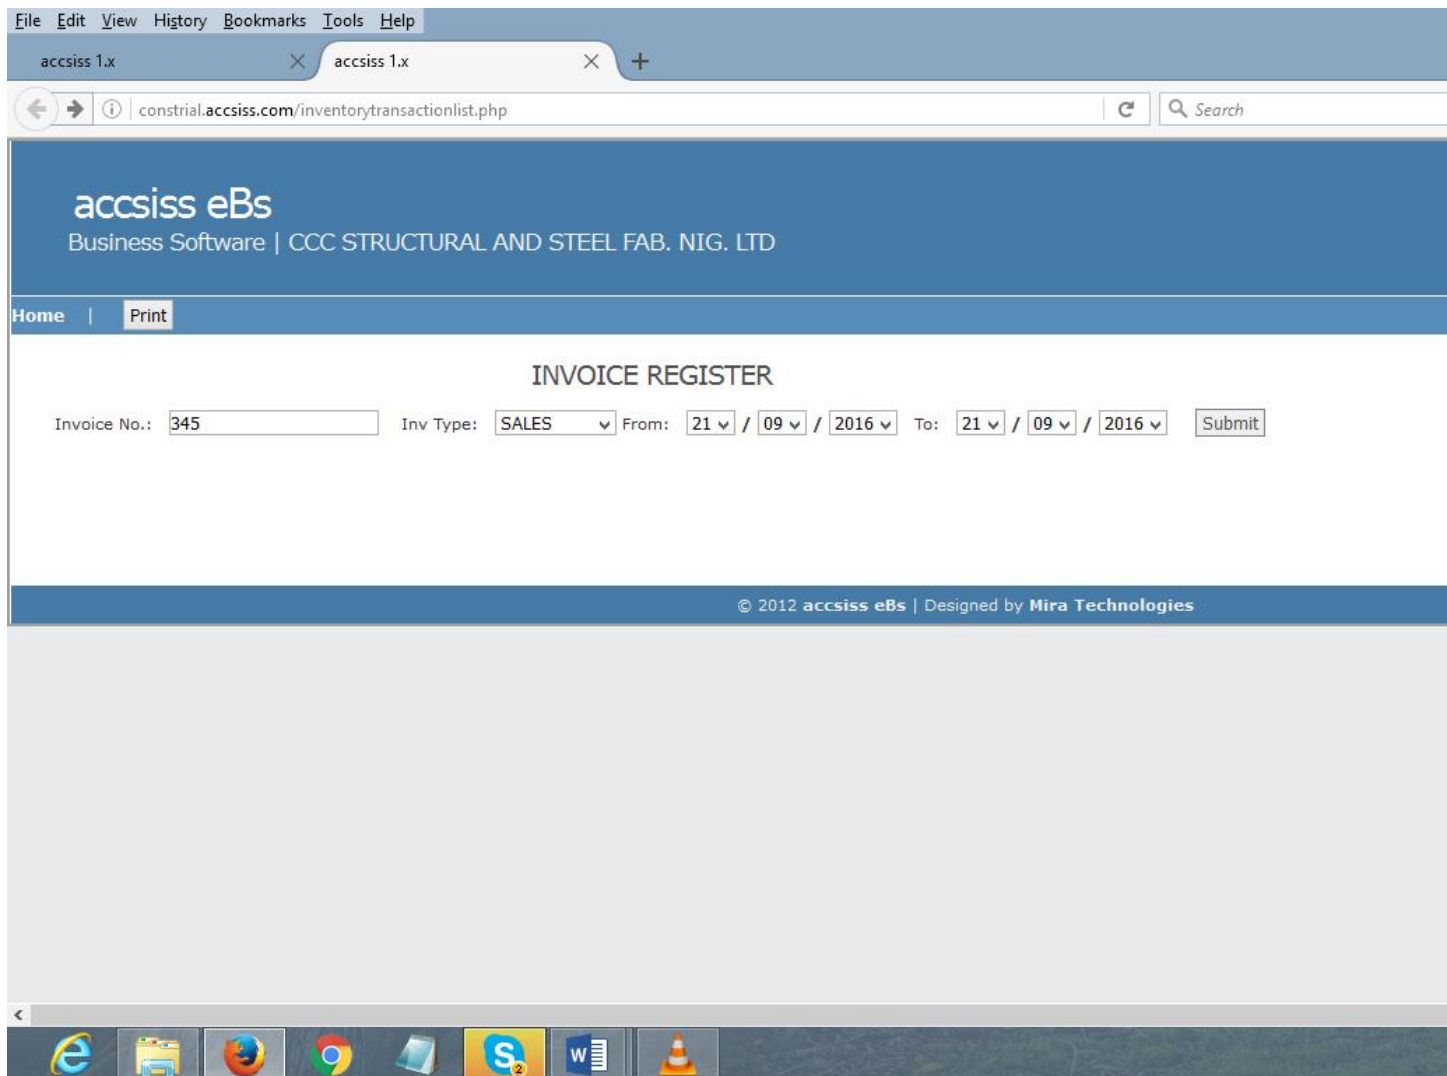 File Edit View History Bookmarks Tools Help
accsiss 1.x accsiss 1.x
constrial.accsiss.com/inventorytransactionlist.php Search
accsiss eBs
Business Software | CCC STRUCTURAL AND STEEL FAB. NIG. LTD
Home | Print
INVOICE REGISTER
Invoice No.: 345 Inv Type: SALES From: 21 / 09 / 2016 To: 21 / 09 / 2016 Submit
© 2012 accsiss eBs | Designed by Mira Technologies
S 2 W